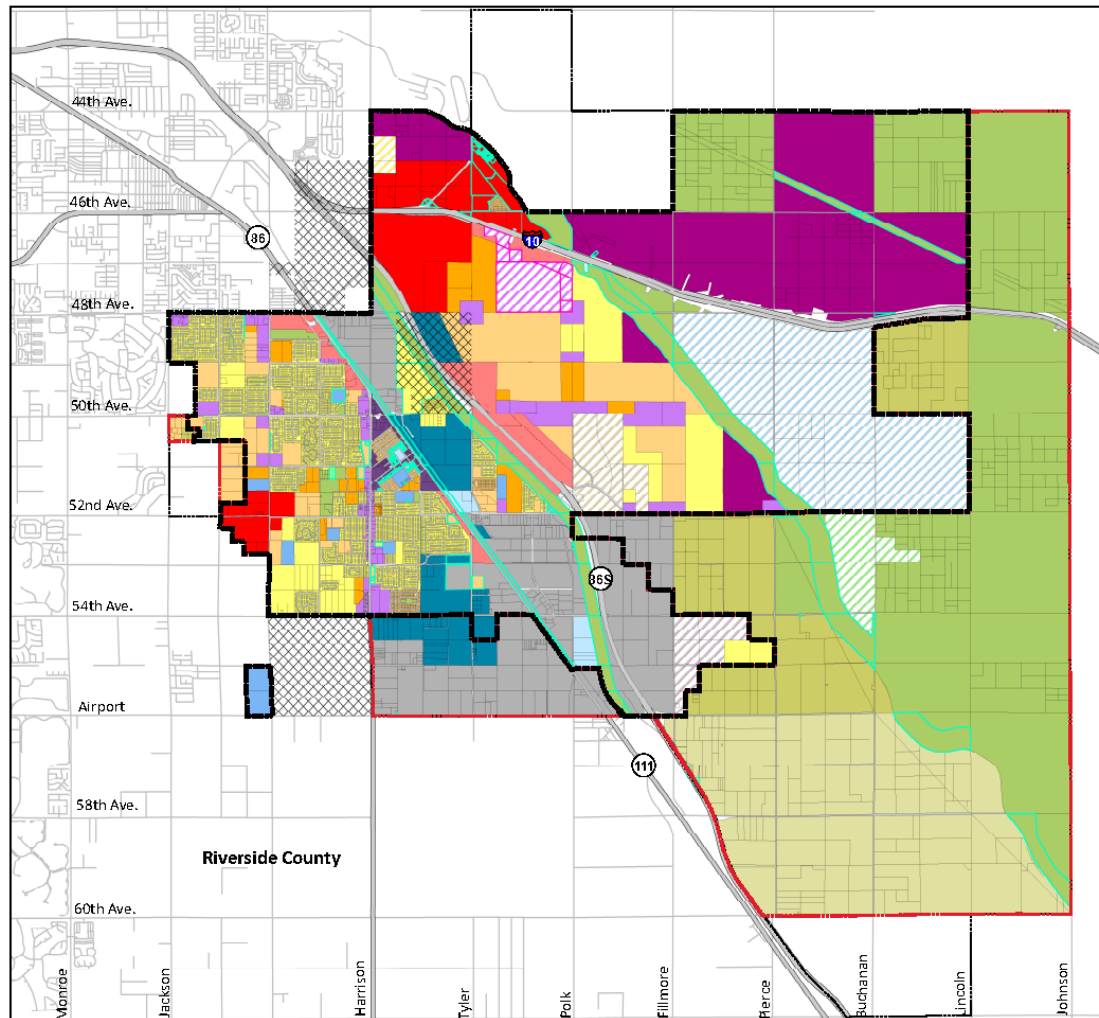 44th Ave.
46th Ave.
86
10
48th Ave.
50th Ave.
52nd Ave.
86S
54th Ave.
Airport
111
58th Ave.
Riverside County
60th Ave.
Monroe
Jackson
Harrison
Tyler
Polk
Fillmore
Pierce
Buchanan
Lincoln
Johnson